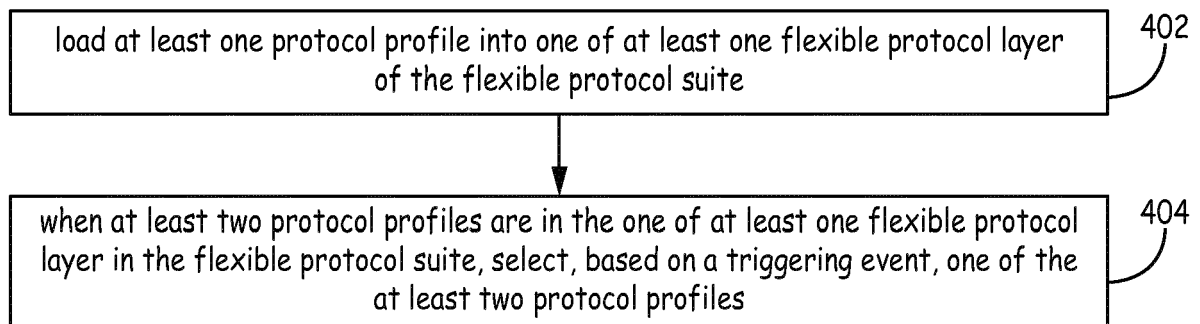 load at least one protocol profile into one of at least one flexible protocol layer
of the flexible protocol suite
402
when at least two protocol profiles are in the one of at least one flexible protocol
layer in the flexible protocol suite, select, based on a triggering event, one of the
at least two protocol profiles
404